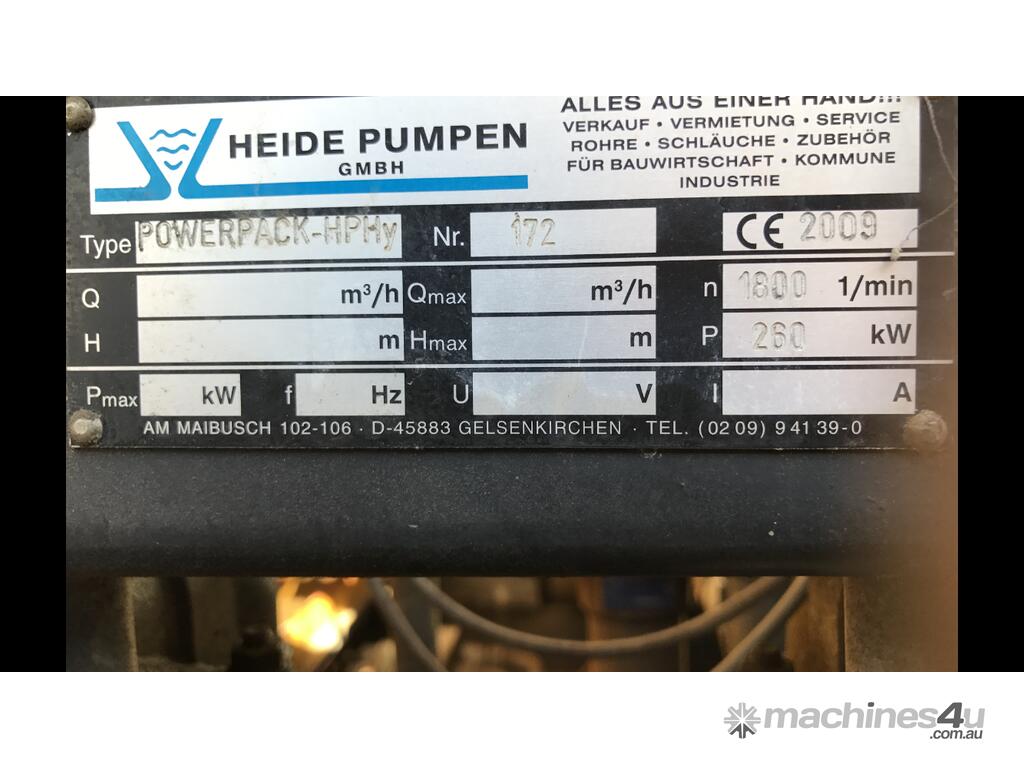 ALLES AUS EINER HAND!!!
VERKAUF · VERMIETUNG · SERVICE
ROHRE · SCHLÄUCHE · ZUBEHÖR
FÜR BAUWIRTSCHAFT · KOMMUNE
INDUSTRIE
HEIDE PUMPEN
GMBH
Type POWERPACK-HPHy Nr. 172 CE 2009
Q m³/h Qmax m³/h n 1800 1/min
H m Hmax m P 260 kW
Pmax kW f Hz U V I A
AM MAIBUSCH 102-106 · D-45883 GELSENKIRCHEN · TEL. (02 09) 9 41 39-0
machines4u
.com.au